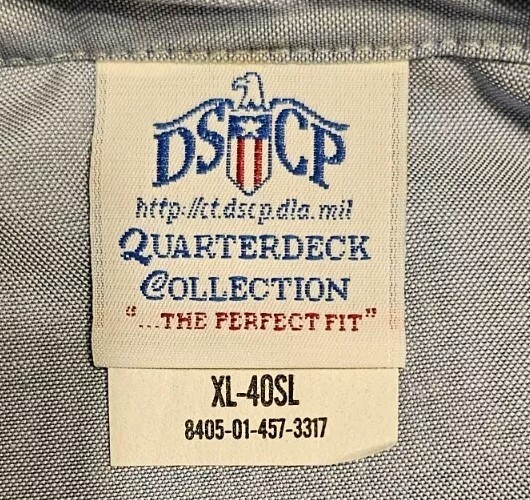 DSCP
http://ct.dscp.dla.mil
QUARTERDECK
COLLECTION
"...THE PERFECT FIT"
XL-40SL
8405-01-457-3317